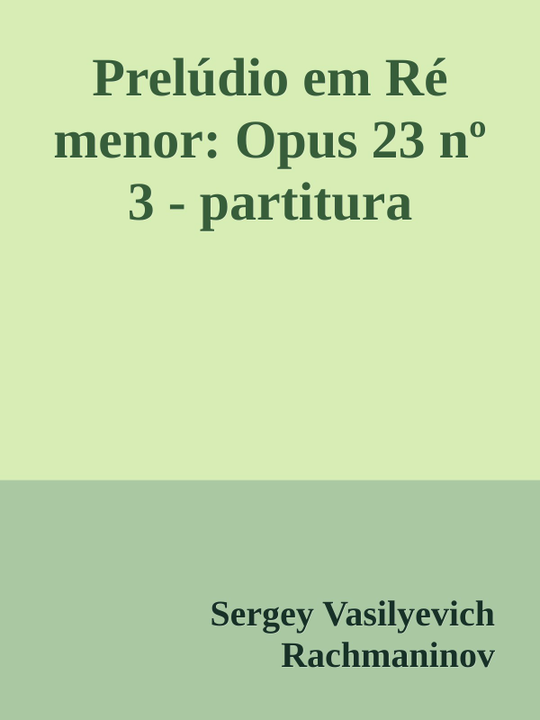 Prelúdio em Ré
menor: Opus 23 nº
3 - partitura
Sergey Vasilyevich
Rachmaninov